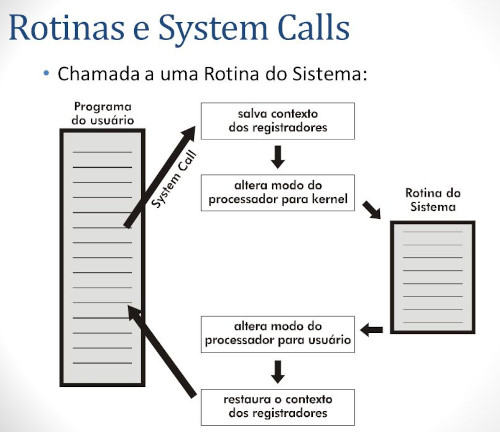 Rotinas e System Calls
• Chamada a uma Rotina do Sistema:
Programa
do usuário
System Call
salva contexto
dos registradores
altera modo do
processador para kernel
Rotina do
Sistema
altera modo do
processador para usuário
restaura o contexto
dos registradores